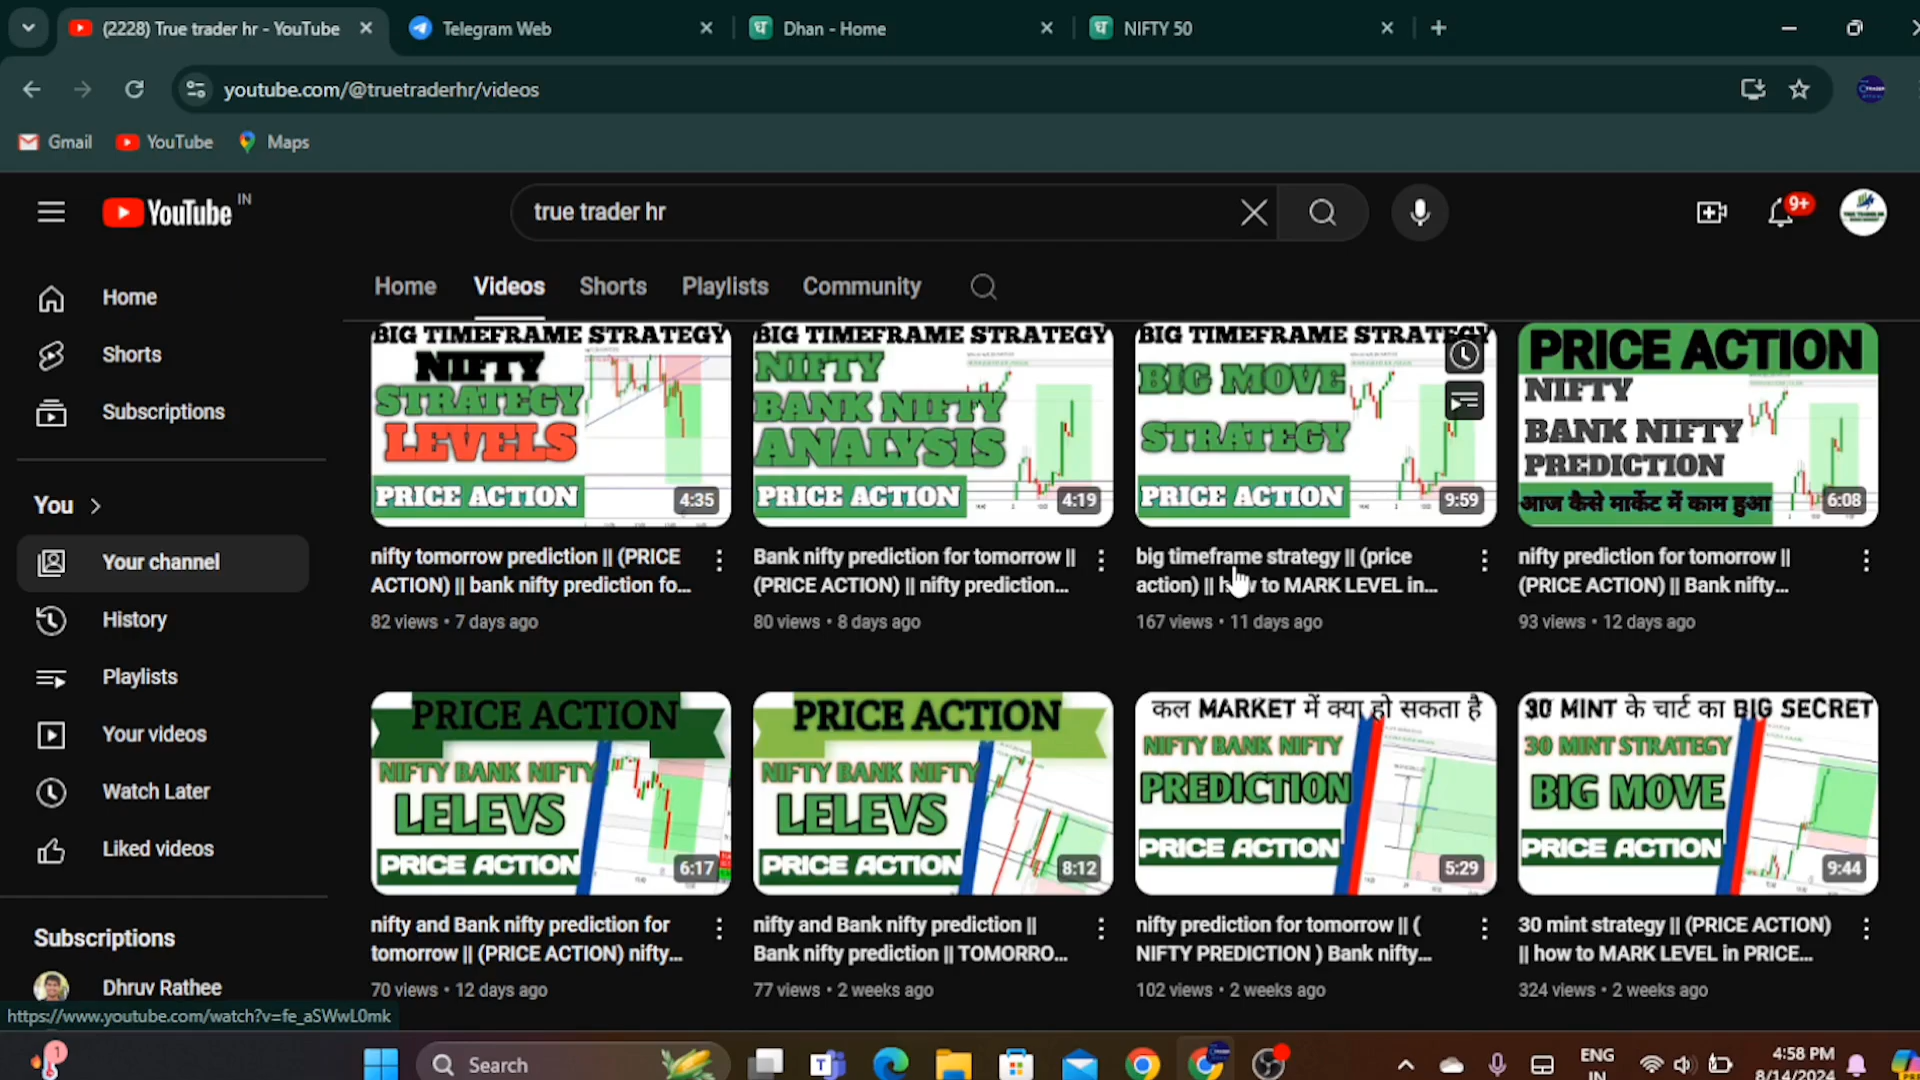 (2228) True trader hr - YouTube
Telegram Web
Dhan - Home
NIFTY 50
youtube.com/@truetraderhr/videos
Gmail
YouTube
Maps
YouTube IN
true trader hr
9+
Home
Videos
Shorts
Playlists
Community
Home
Shorts
Subscriptions
You
Your channel
History
Playlists
Your videos
Watch Later
Liked videos
Subscriptions
Dhruv Rathee
BIG TIMEFRAME STRATEGY
NIFTY
STRATEGY
LEVELS
PRICE ACTION
4:35
nifty tomorrow prediction || (PRICE
ACTION) || bank nifty prediction fo...
82 views • 7 days ago
BIG TIMEFRAME STRATEGY
NIFTY
BANK NIFTY
ANALYSIS
PRICE ACTION
4:19
Bank nifty prediction for tomorrow ||
(PRICE ACTION) || nifty prediction...
80 views • 8 days ago
BIG TIMEFRAME STRATEGY
BIG MOVE
STRATEGY
PRICE ACTION
9:59
big timeframe strategy || (price
action) || how to MARK LEVEL in...
167 views • 11 days ago
PRICE ACTION
NIFTY
BANK NIFTY
PREDICTION
आज कैसे मार्केट में काम हुआ
6:08
nifty prediction for tomorrow ||
(PRICE ACTION) || Bank nifty...
93 views • 12 days ago
PRICE ACTION
NIFTY BANK NIFTY
LELEVS
PRICE ACTION
6:17
nifty and Bank nifty prediction for
tomorrow || (PRICE ACTION) nifty...
70 views • 12 days ago
PRICE ACTION
NIFTY BANK NIFTY
LELEVS
PRICE ACTION
8:12
nifty and Bank nifty prediction ||
Bank nifty prediction || TOMORRO...
77 views • 2 weeks ago
कल MARKET में क्या हो सकता है
NIFTY BANK NIFTY
PREDICTION
PRICE ACTION
5:29
nifty prediction for tomorrow || (
NIFTY PREDICTION ) Bank nifty...
102 views • 2 weeks ago
30 MINT के चार्ट का BIG SECRET
30 MINT STRATEGY
BIG MOVE
PRICE ACTION
9:44
30 mint strategy || (PRICE ACTION)
|| how to MARK LEVEL in PRICE...
324 views • 2 weeks ago
https://www.youtube.com/watch?v=fe_aSWwL0mk
1
Search
ENG
IN
4:58 PM
8/14/2024